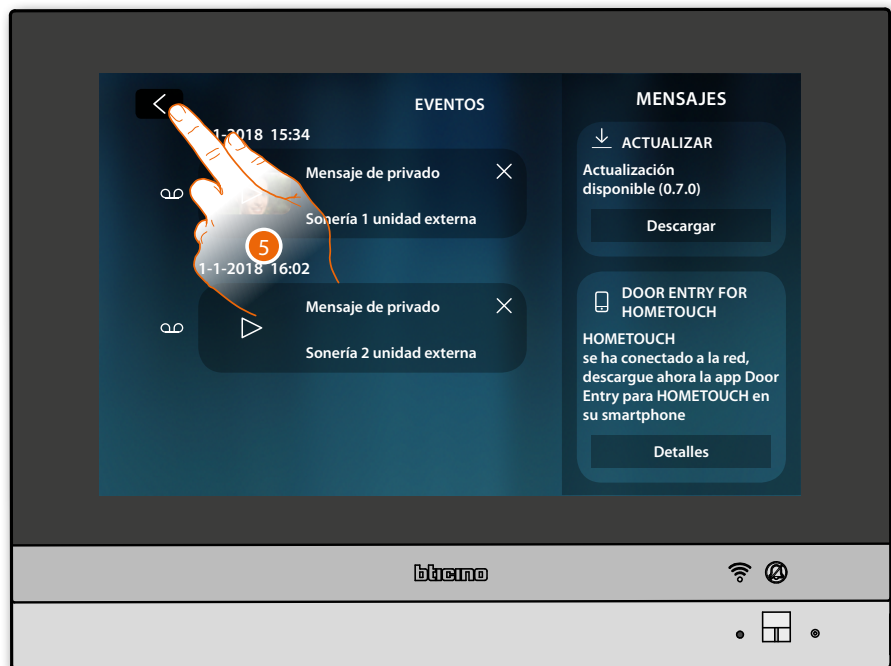 EVENTOS
1-2018 15:34
Mensaje de privado
Sonería 1 unidad externa
5
1-1-2018 16:02
Mensaje de privado
Sonería 2 unidad externa
MENSAJES
ACTUALIZAR
Actualización
disponible (0.7.0)
Descargar
DOOR ENTRY FOR
HOMETOUCH
HOMETOUCH
se ha conectado a la red,
descargue ahora la app Door
Entry para HOMETOUCH en
su smartphone
Detalles
bticino